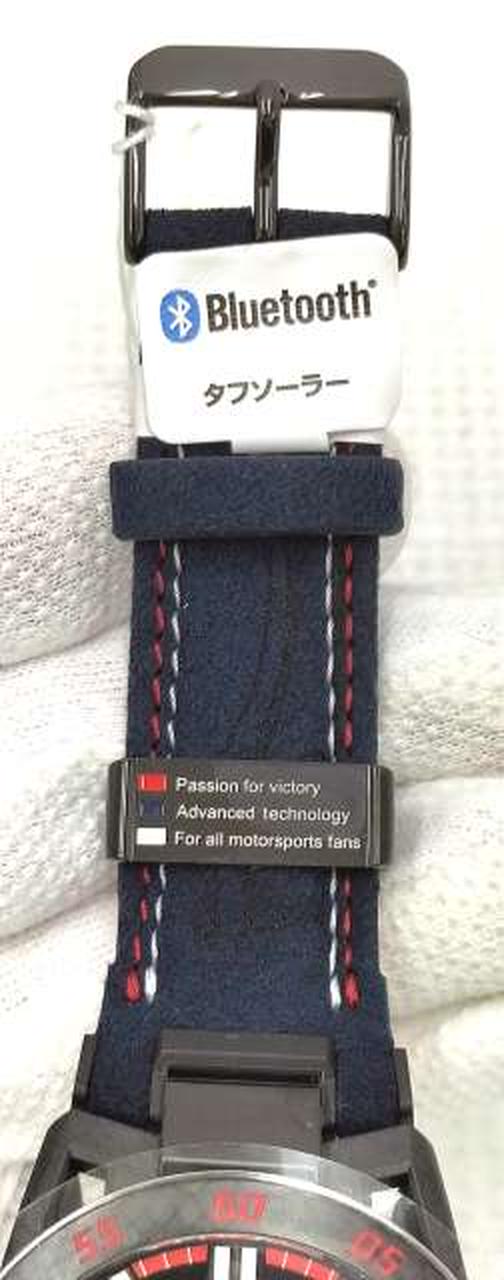 Bluetooth®
タフソーラー
Passion for victory
Advanced technology
For all motorsports fans
55 60 05